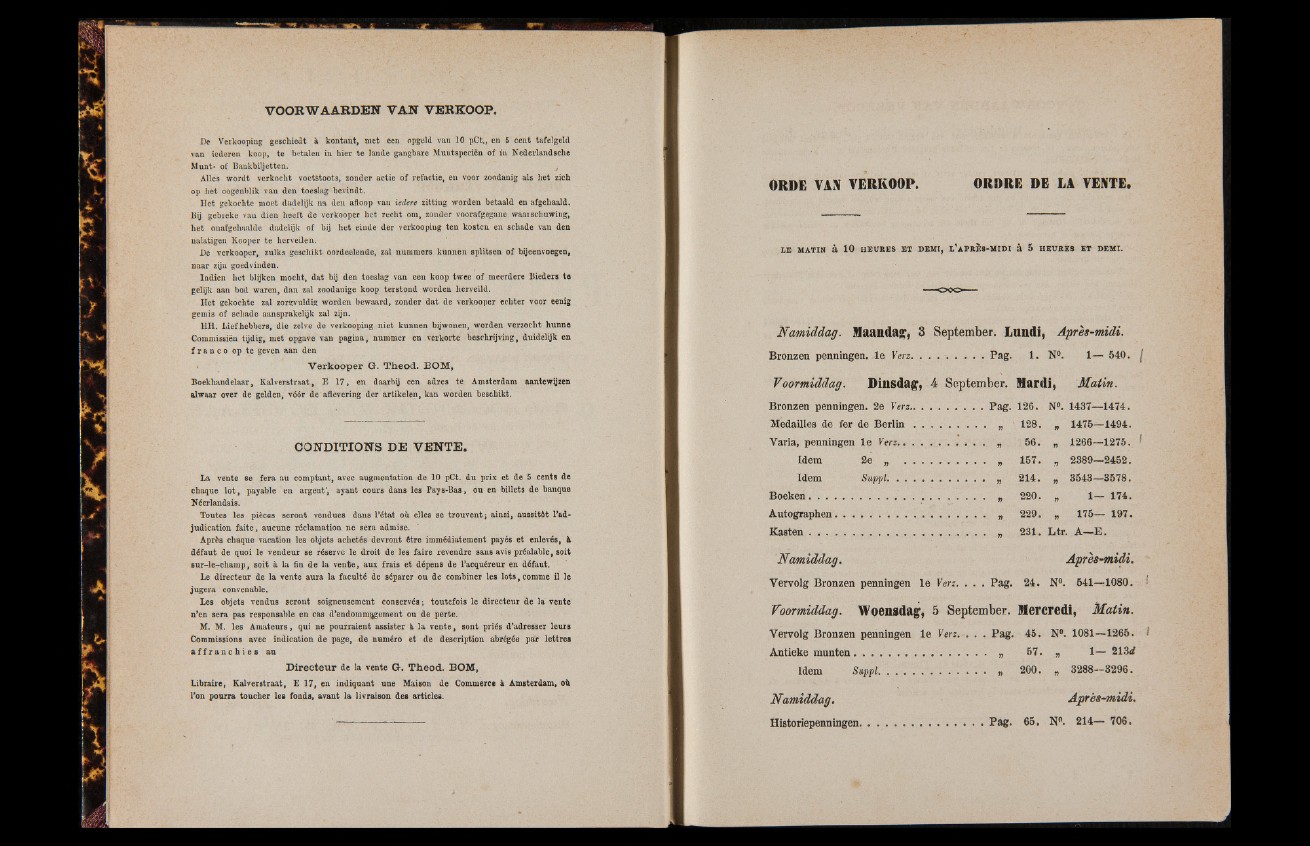 VOORWAARDEN VAN VERKOOP.
De Verkooping geschiedt à kontant, met een opgeld van 10 pCt., en 5 cent tafelgeld
van iederen koop, te betalen in hier te lande gangbare Muntspeciën of in Nederlandsche
Munt- of Bankbiljetten.
Alles wordt verkocht voetstoots, zonder actie of refactie, en voor zoodanig als het zich
op het oogenblik van den toeslag bevindt.
Het gekochte moet dadelijk na den afloop van iedere zitting worden betaald en afgehaald.
Bij gebreke van dien heeft de verkooper het recht om, zonder voorafgegane waarschuwing,
het onafgehaalde dadelijk of bij het einde der verkooping ten kosten en schade van den
nalatigen Kooper te herveilen.
De verkooper, zulks geschikt oordeelende, zal nummers kunnen splitsen of bijeenvoegen,
naar zijn goedvinden.
Indien het blijken mocht, dat bij den toeslag van een koop twee of meerdere Bieders te
gelijk aan bod waren, dan zal zoodanige koop terstond worden herveild.
Het gekochte zal zorgvuldig worden bewaard, zonder dat de verkooper echter voor eenig
gemis of schade aansprakelijk zal zijn.
HH. Liefhebbers, die zelve de verkooping niet kunnen bijwonen, worden verzocht hunne
Commissiën tijdig, met opgave van pagina, nummer en verkorte beschrijving, duidelijk en
franco op te geven aan den
Verkooper G. Theod. BOM,
Boekhandelaar, Kalverstraat, E 17, en daarbij een adres te Amsterdam aantewijzen
alwaar over de gelden, vóór de aflevering der artikelen, kan worden beschikt.
CONDITIONS DE VENTE.
La vente se fera au comptant, avec augmentation de 10 pCt. du prix et de 5 cents de
chaque lot, payable en argent, ayant cours dans les Pays-Bas, ou en billets de banque
Néerlandais.
Toutes les pièces seront vendues dans l'état où elles se trouvent; ainsi, aussitôt l'ad-
judication faite, aucune réclamation ne sera admise.
Après chaque vacation les objets achetés devront être immédiatement payés et enlevés, à
défaut de quoi le vendeur se réserve le droit de les faire revendre sans avis préalable, soit
sur-le-champ, soit à la fin de la vente, aux frais et dépens de l'acquéreur en défaut.
Le directeur de la vente aura la faculté de séparer ou de combiner les lots, comme il le
jugera convenable.
Les objets vendus seront soigneusement conservés; toutefois le directeur de la vente
n'en sera pas responsable en cas d'endommagement ou de perte.
M. M. les Amateurs, qui ne pourraient assister à la vente, sont priés d'adresser leurs
Commissions avec indication de page, de numéro et de description abrégée par lettres
affranchies au
Directeur de la vente G. Theod. BOM,
Libraire, Kalverstraat, E 17, en indiquant une Maison de Commerce à Amsterdam, où
l'on pourra toucher les fonds, avant la livraison des articles.
ORDE VAN VERKOOP. ORDRE DE LA VENTE.
LE MATIN à 10 HEURES ET DEMI, L'APRÈS-MIDI à 5 HEURES ET DEMI.
Namiddag. Maandag, 3 September. Lundi, Après-midi.
Bronzen penningen. 1e Verz. . . . . . . . . Pag. 1. N°. 1— 540.
Voormiddag. Dinsdag, 4 September. Mardi, Matin.
Bronzen penningen. 2e Verz. . . . . . . . . Pag. 126. N°. 1437—1474.
Medailles de fer de Berlin . . . . . . . . . „ 128. „ 1475—1494.
Varia, penningen 1e Verz. . . . . . . . . . „ 56. „ 1266—1275.
Idem 2e „ . . . . . . . . . . „ 157. „ 2389—2452.
Idem Suppl. . . . . . . . . . . . „ 214. „ 3543—3578.
Boeken . . . . . . . . . . . . . . . . . . . „ 220. „ 1— 174.
Autographen . . . . . . . . . . . . . . . . . „ 229. „ 175— 197.
Kasten . . . . . . . . . . . . . . . . . . . „ 231. Ltr. A—E.
Namiddag. Après-midi.
Vervolg Bronzen penningen 1e Verz. . . . Pag. 24. N°. 541—1080.
Voormiddag. Woensdag, 5 September. Mercredi, Matin.
Vervolg Bronzen penningen 1e Verz. . . . Pag. 45. N°. 1081—1265.
Antieke munten . . . . . . . . . . . . . . . „ 57. „ 1— 213d
Idem Suppl. . . . . . . . . . . . . „ 200. „ 3288—3296.
Namiddag. Après-midi.
Historiepenningen. . . . . . . . . . . . . . . Pag. 65. N°. 214— 706.